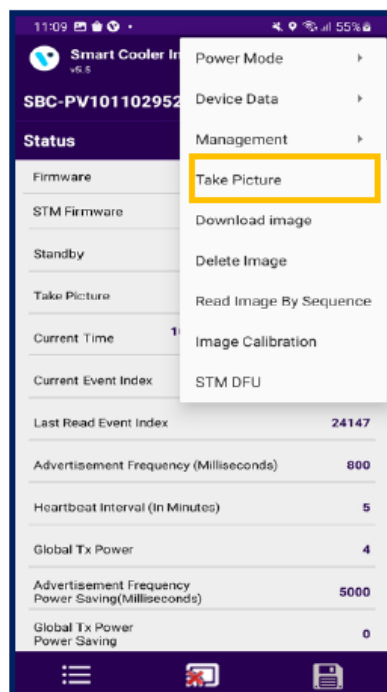 11:09
55%
Smart Cooler In
v5.5
SBC-PV101102952
Status
Firmware
STM Firmware
Standby
Take Picture
Current Time 1
Current Event Index
Last Read Event Index 24147
Advertisement Frequency (Milliseconds) 800
Heartbeat Interval (In Minutes) 5
Global Tx Power 4
Advertisement Frequency
Power Saving(Milliseconds) 5000
Global Tx Power
Power Saving 0
Power Mode
Device Data
Management
Take Picture
Download image
Delete Image
Read Image By Sequence
Image Calibration
STM DFU